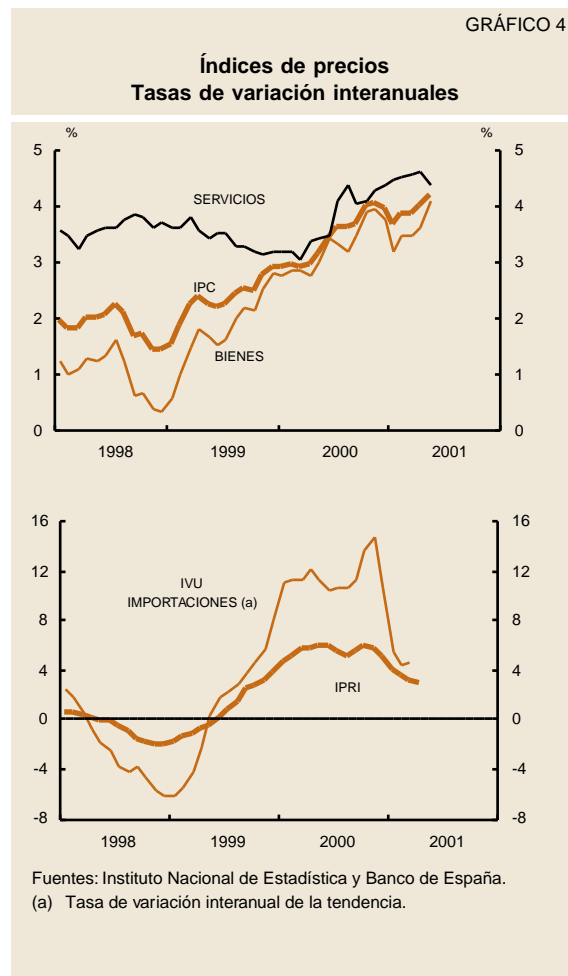 GRÁFICO 4
Índices de precios
Tasas de variación interanuales
% %
5 5
SERVICIOS
4 4
3 3
IPC
2 2
BIENES
1 1
0 0
1998 1999 2000 2001
16 16
IVU
12 12
IMPORTACIONES (a)
8 8
4 4
IPRI
0 0
-4 -4
-8 -8
1998 1999 2000 2001
Fuentes: Instituto Nacional de Estadística y Banco de España.
(a) Tasa de variación interanual de la tendencia.